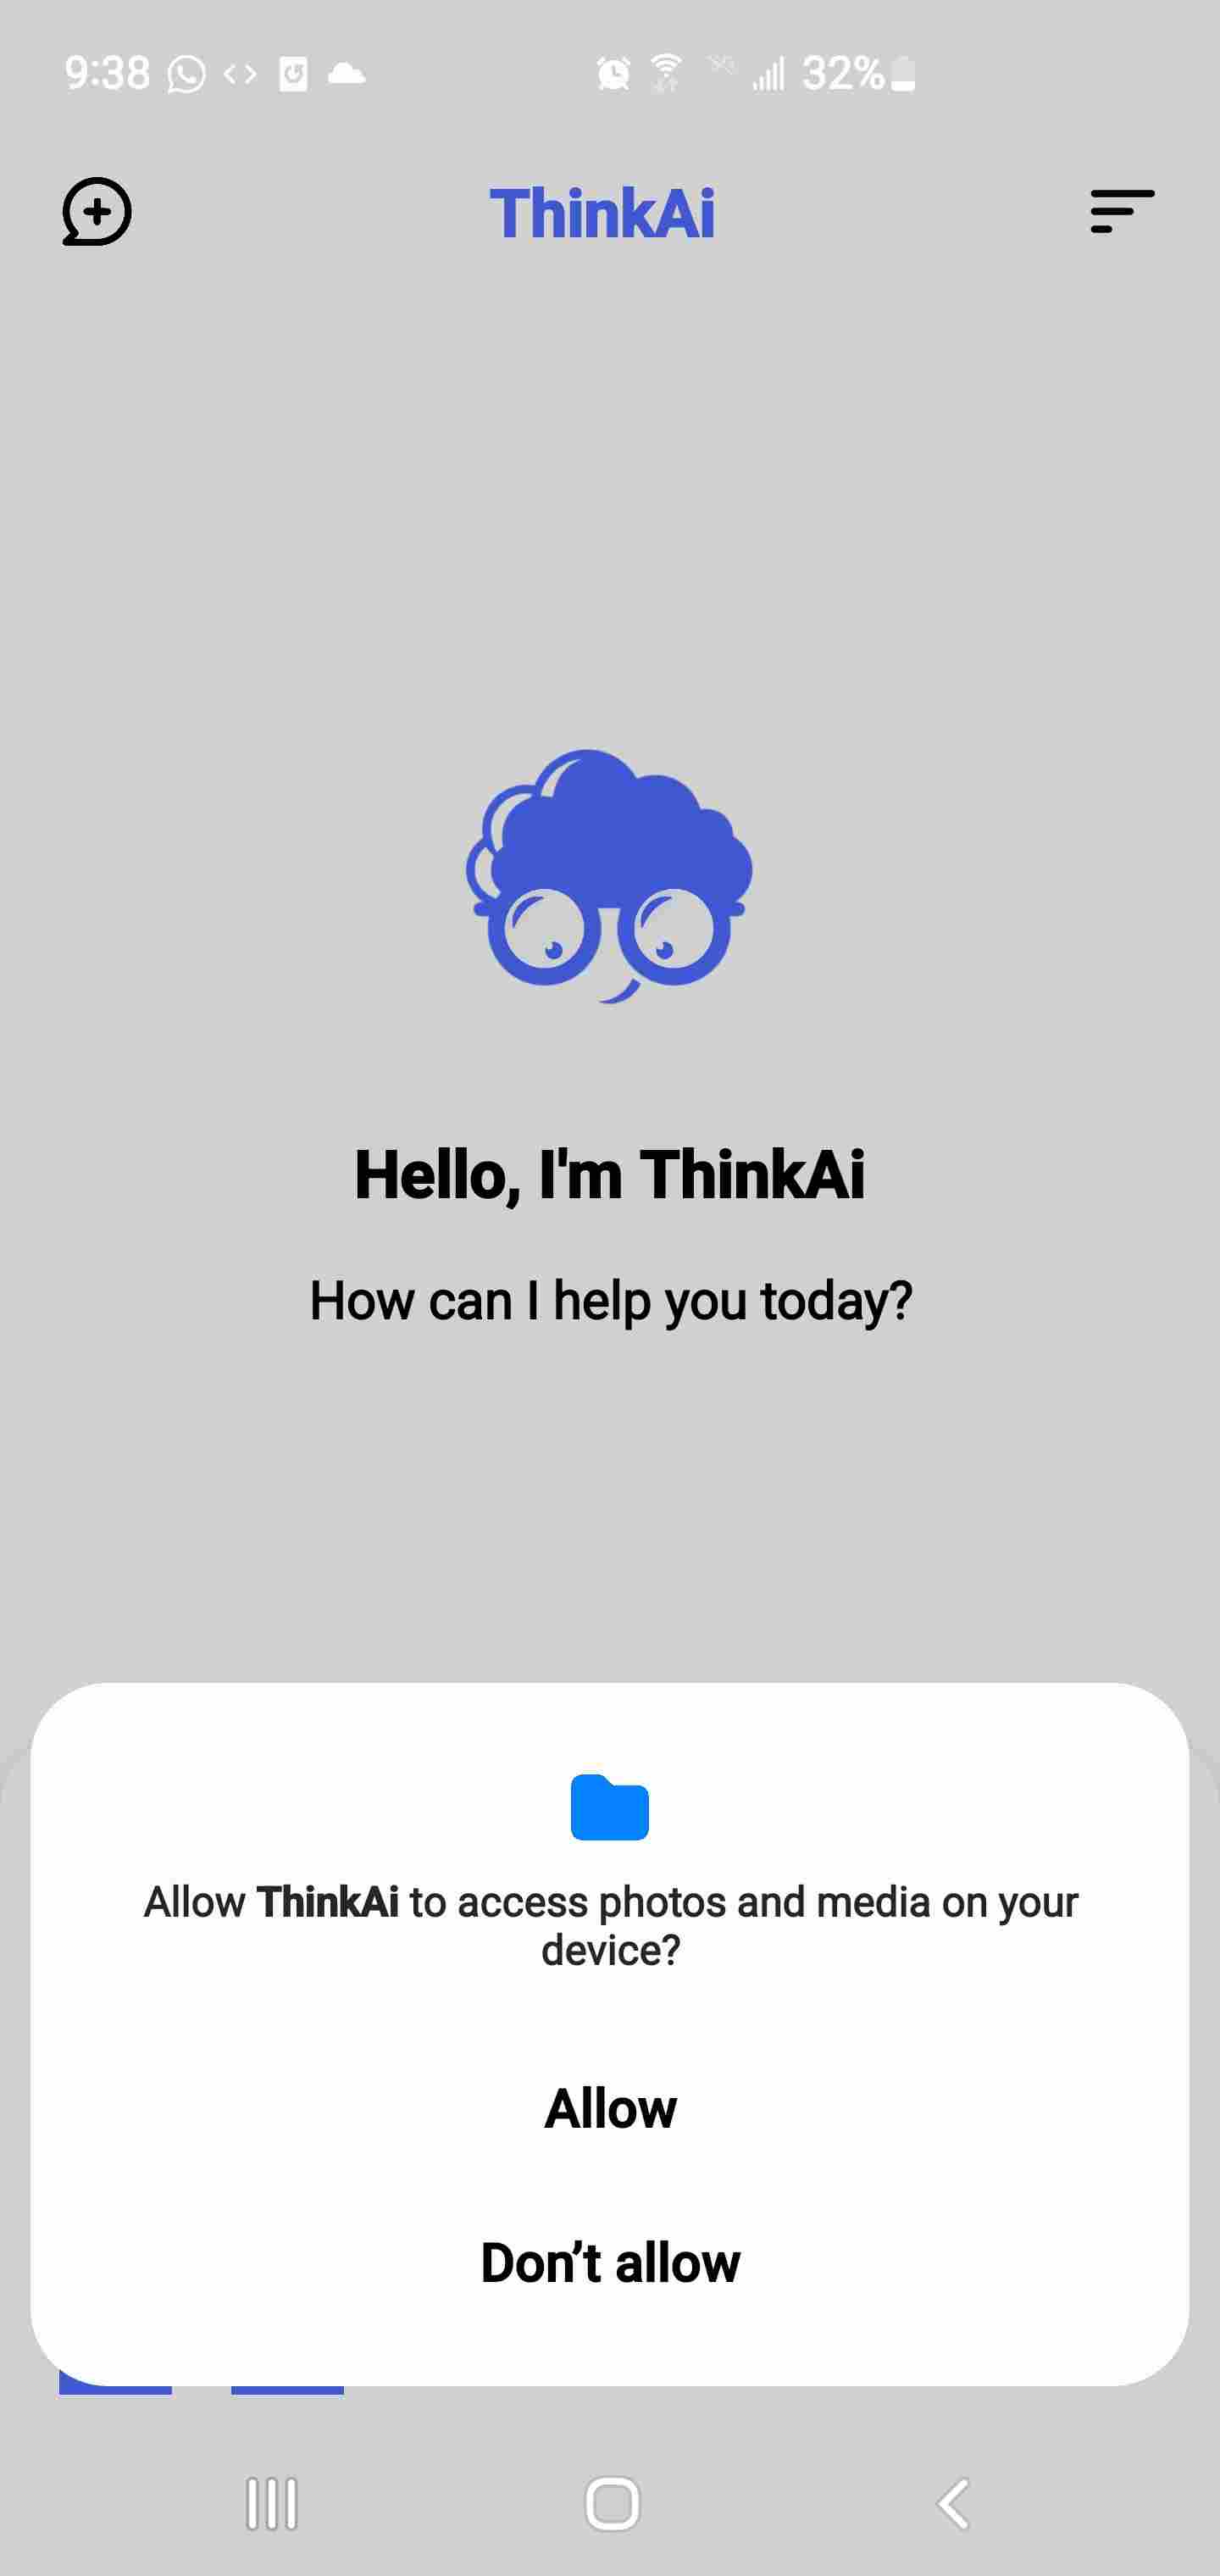 9:38 32%
ThinkAi
Hello, I'm ThinkAi
How can I help you today?
Allow ThinkAi to access photos and media on your
device?
Allow
Don’t allow